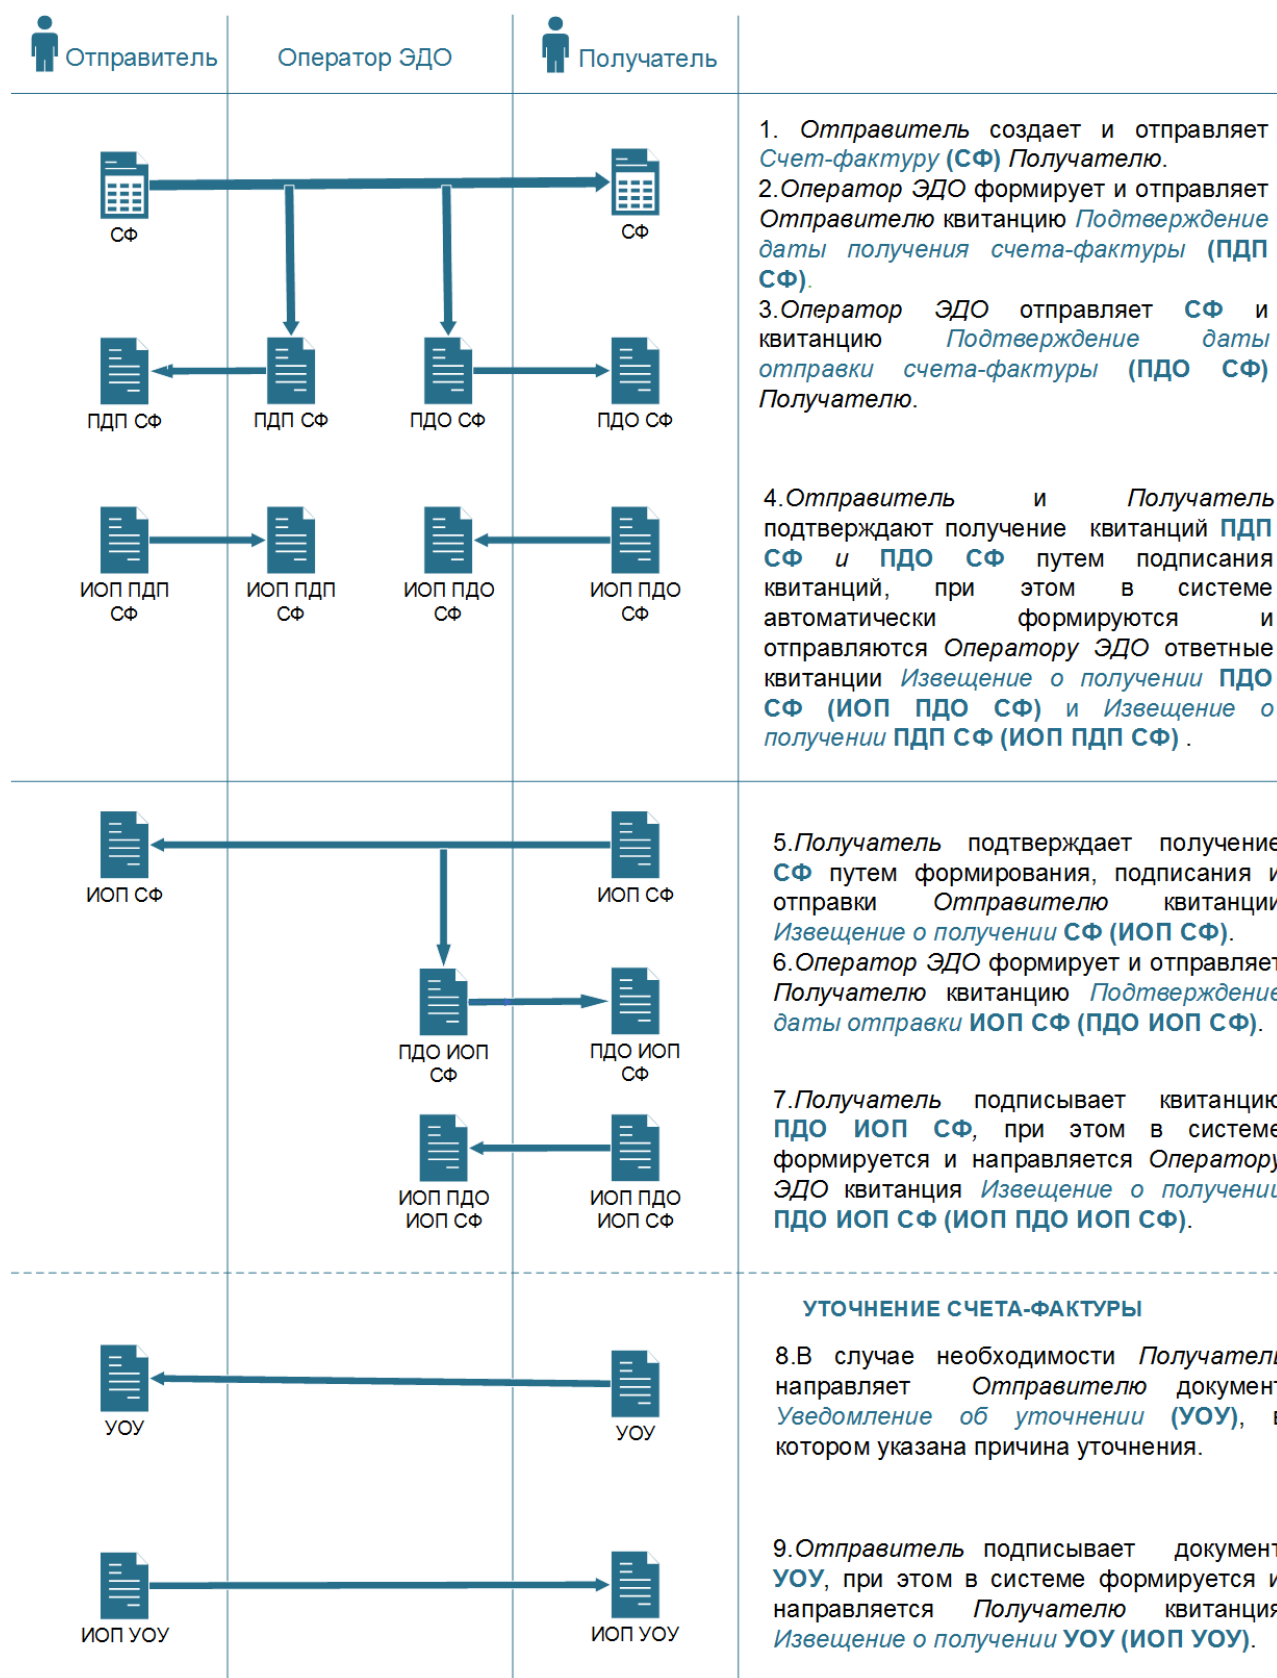 Отправитель
Оператор ЭДО
Получатель
СФ
СФ
1. Отправитель создает и отправляет
Счет-фактуру (СФ) Получателю.
2.Оператор ЭДО формирует и отправляет
Отправителю квитанцию Подтверждение
даты получения счета-фактуры (ПДП
СФ).
3.Оператор ЭДО отправляет СФ и
квитанцию Подтверждение даты
отправки счета-фактуры (ПДО СФ)
Получателю.
ПДП СФ
ПДП СФ
ПДО СФ
ПДО СФ
ИОП ПДП
СФ
ИОП ПДП
СФ
ИОП ПДО
СФ
ИОП ПДО
СФ
4.Отправитель и Получатель
подтверждают получение квитанций ПДП
СФ и ПДО СФ путем подписания
квитанций, при этом в системе
автоматически формируются и
отправляются Оператору ЭДО ответные
квитанции Извещение о получении ПДО
СФ (ИОП ПДО СФ) и Извещение о
получении ПДП СФ (ИОП ПДП СФ) .
ИОП СФ
ИОП СФ
5.Получатель подтверждает получение
СФ путем формирования, подписания и
отправки Отправителю квитанции
Извещение о получении СФ (ИОП СФ).
6.Оператор ЭДО формирует и отправляет
Получателю квитанцию Подтверждение
даты отправки ИОП СФ (ПДО ИОП СФ).
ПДО ИОП
СФ
ПДО ИОП
СФ
7.Получатель подписывает квитанцию
ПДО ИОП СФ, при этом в системе
формируется и направляется Оператору
ЭДО квитанция Извещение о получении
ПДО ИОП СФ (ИОП ПДО ИОП СФ).
ИОП ПДО
ИОП СФ
ИОП ПДО
ИОП СФ
УТОЧНЕНИЕ СЧЕТА-ФАКТУРЫ
УОУ
УОУ
8.В случае необходимости Получатель
направляет Отправителю документ
Уведомление об уточнении (УОУ), в
котором указана причина уточнения.
ИОП УОУ
ИОП УОУ
9.Отправитель подписывает документ
УОУ, при этом в системе формируется и
направляется Получателю квитанция
Извещение о получении УОУ (ИОП УОУ).